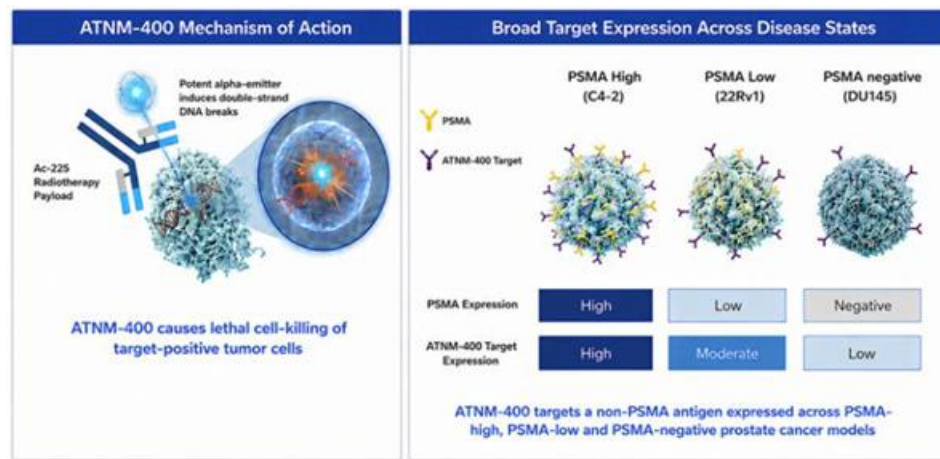 ATNM-400 Mechanism of Action
Potent alpha-emitter
induces double-strand
DNA breaks
Ac-225
Radiotherapy
Payload
ATNM-400 causes lethal cell-killing of
target-positive tumor cells
Broad Target Expression Across Disease States
PSMA High
(C4-2)
PSMA Low
(22Rv1)
PSMA negative
(DU145)
PSMA
ATNM-400 Target
PSMA Expression
High
Low
Negative
ATNM-400 Target
Expression
High
Moderate
Low
ATNM-400 targets a non-PSMA antigen expressed across PSMA-
high, PSMA-low and PSMA-negative prostate cancer models